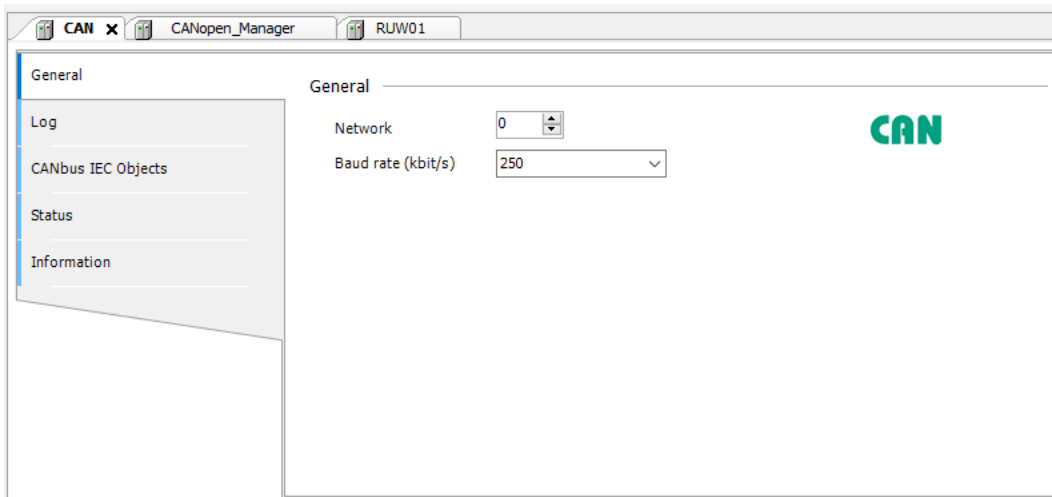 CAN CANopen_Manager RUW01
General
Log
CANbus IEC Objects
Status
Information
General
Network 0
Baud rate (kbit/s) 250
CAN